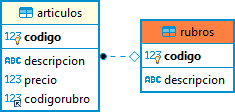 articulos
123 codigo
ABC descripcion
123 precio
123 codigorubro
rubros
123 codigo
ABC descripcion